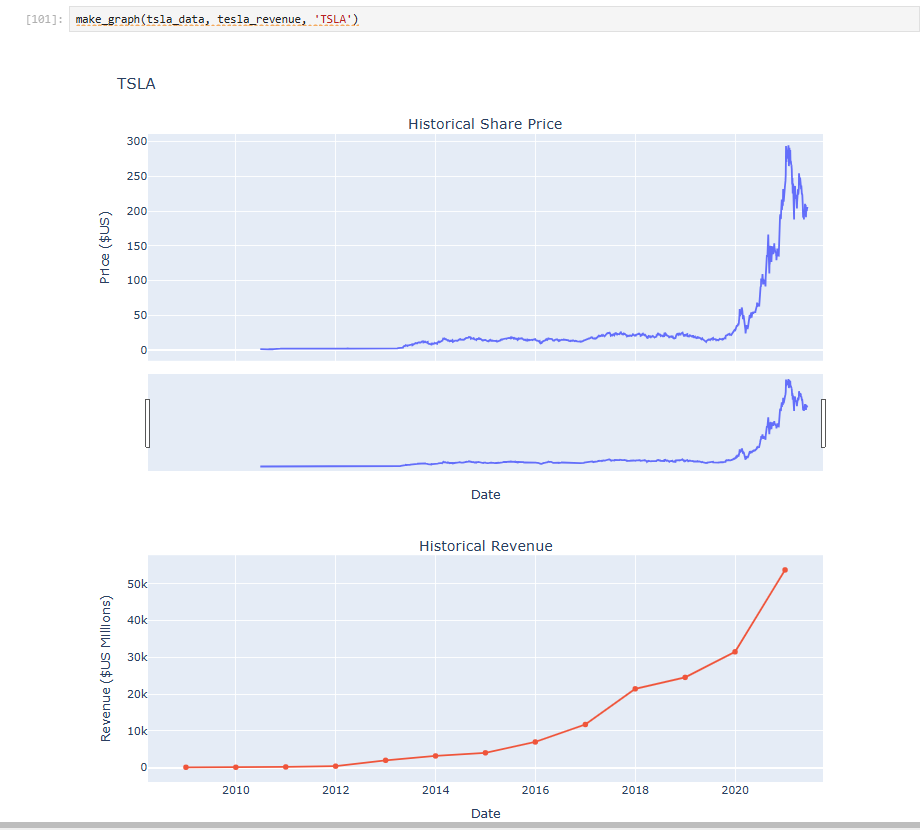 [101]: make_graph(tsla_data, tesla_revenue, 'TSLA')
TSLA
Historical Share Price
300
250
200
150
100
50
0
Price ($US)
Date
Historical Revenue
50k
40k
30k
20k
10k
0
Revenue ($US Millions)
2010 2012 2014 2016 2018 2020
Date